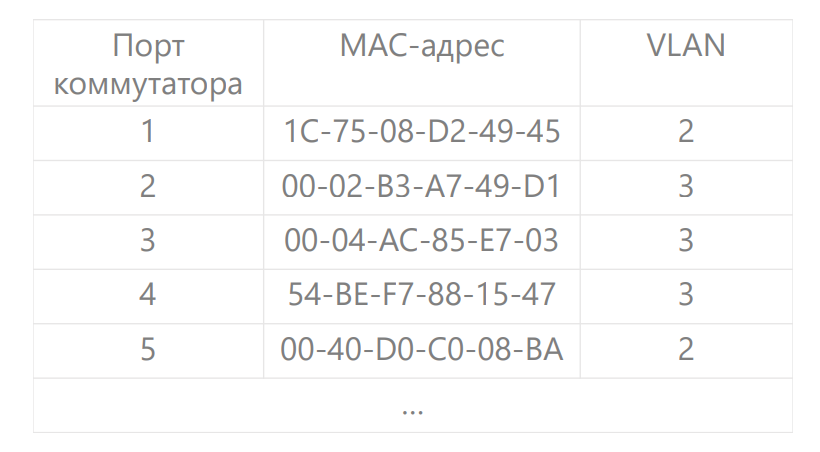 Порт MAC-адрес VLAN
коммутатора
1 1C-75-08-D2-49-45 2
2 00-02-B3-A7-49-D1 3
3 00-04-AC-85-E7-03 3
4 54-BE-F7-88-15-47 3
5 00-40-D0-C0-08-BA 2
...